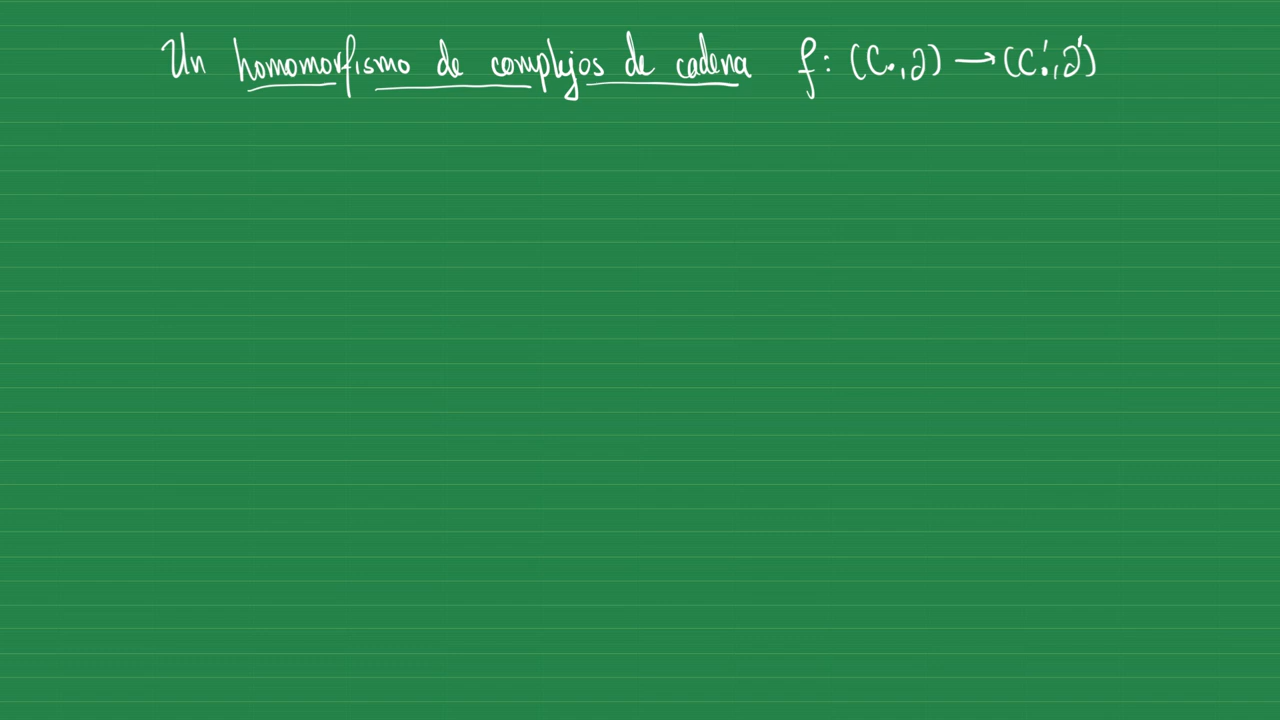 Un homomorfismo de complejos de cadena f: (C•,∂) ⟶ (C'•,∂')